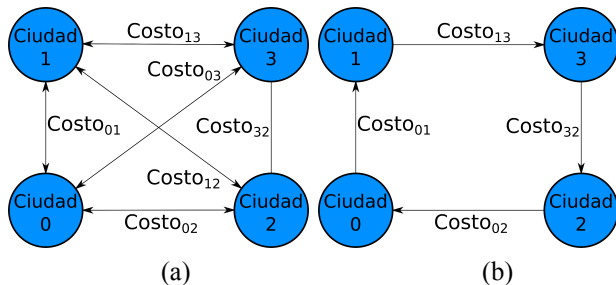 Ciudad
1
Costo13
Ciudad
3
Costo03
Costo01
Costo32
Costo12
Ciudad
0
Costo02
Ciudad
2
(a)
Ciudad
1
Costo13
Ciudad
3
Costo01
Costo32
Ciudad
0
Costo02
Ciudad
2
(b)